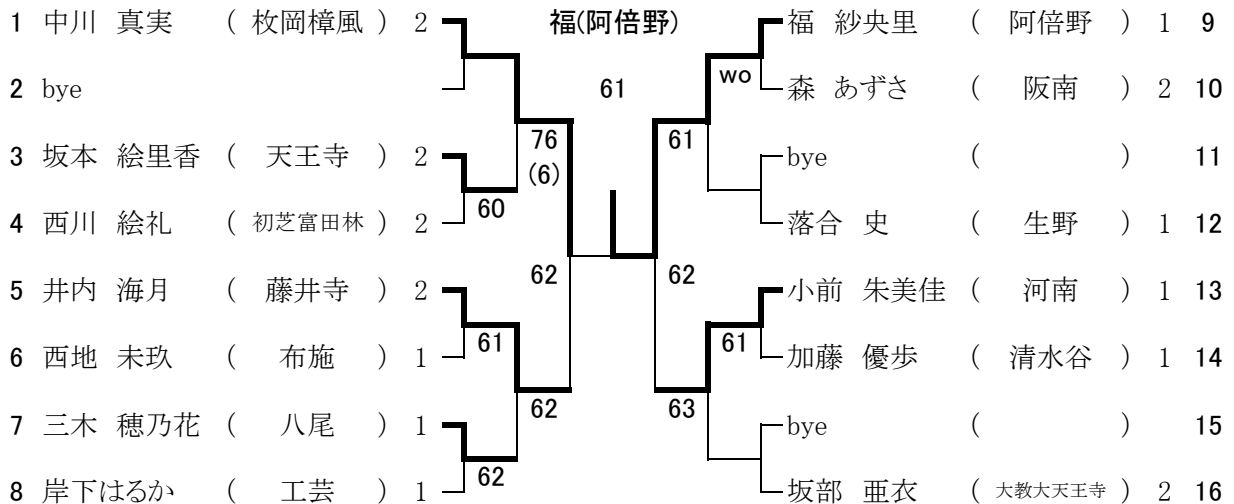 1 中川 真実 ( 枚岡樟風 ) 2 福(阿倍野) 福 紗央里 ( 阿倍野 ) 1 9
2 bye 61 wo 森 あずさ ( 阪南 ) 2 10
3 坂本 絵里香 ( 天王寺 ) 2 76 61 bye ( ) 11
(6)
4 西川 絵礼 ( 初芝富田林 ) 2 60 落合 史 ( 生野 ) 1 12
5 井内 海月 ( 藤井寺 ) 2 62 62 小前 朱美佳 ( 河南 ) 1 13
6 西地 未玖 ( 布施 ) 1 61 61 加藤 優歩 ( 清水谷 ) 1 14
7 三木 穂乃花 ( 八尾 ) 1 62 63 bye ( ) 15
8 岸下はるか ( 工芸 ) 1 62 坂部 亜衣 ( 大教大天王寺 ) 2 16